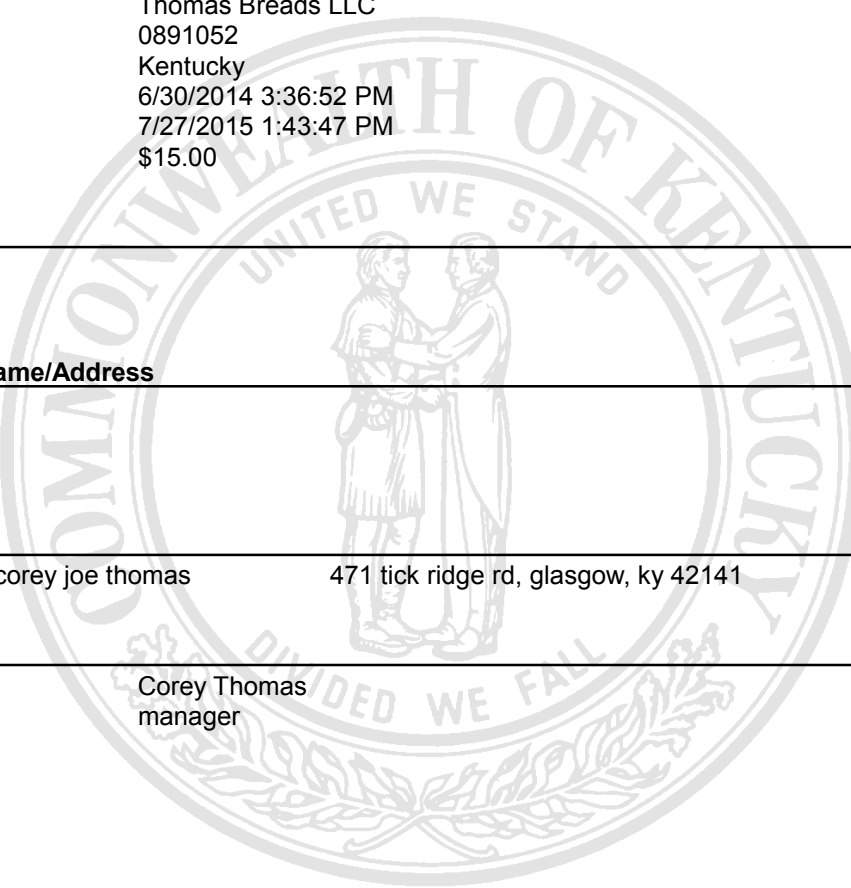 Thomas Breads LLC
0891052
Kentucky
6/30/2014 3:36:52 PM
7/27/2015 1:43:47 PM
$15.00
COMMONWEALTH OF KENTUCKY
UNITED WE STAND
ame/Address
corey joe thomas 471 tick ridge rd, glasgow, ky 42141
DIVIDED WE FALL
Corey Thomas
manager